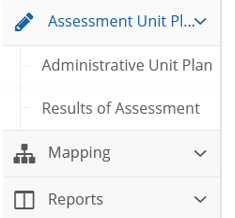 Assessment Unit Pl...
Administrative Unit Plan
Results of Assessment
Mapping
Reports